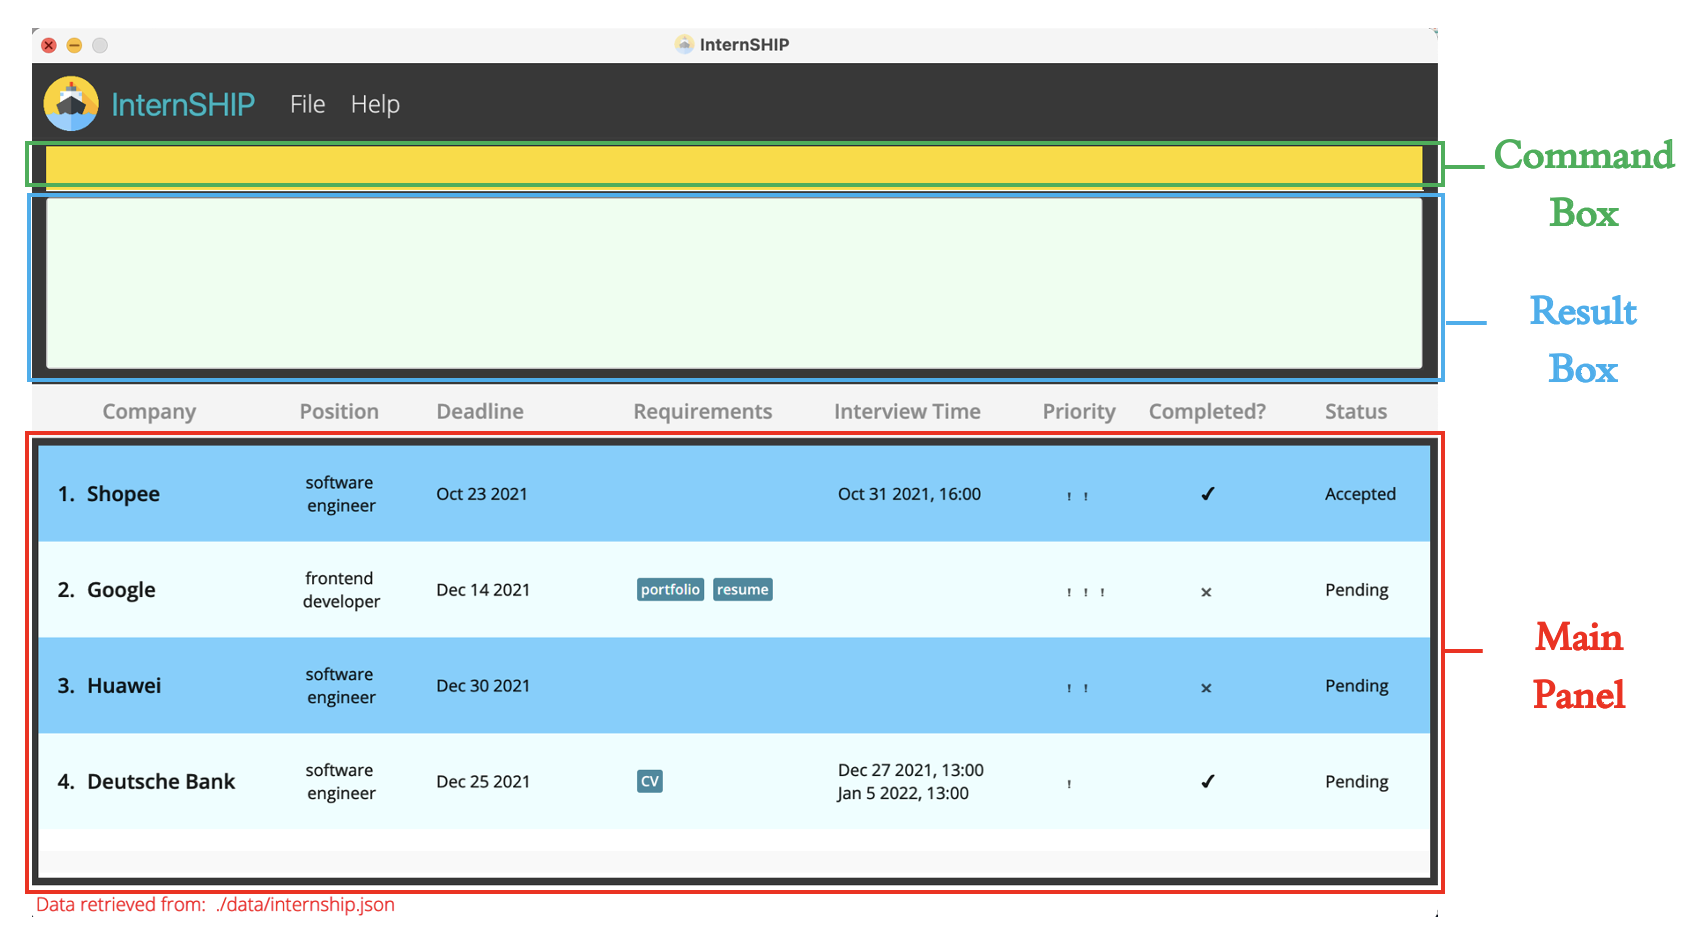 InternSHIP
InternSHIP File Help
Command
Box
Result
Box
Company Position Deadline Requirements Interview Time Priority Completed? Status
1. Shopee software engineer Oct 23 2021 Oct 31 2021, 16:00 ! ! ✓ Accepted
2. Google frontend developer Dec 14 2021 portfolio resume ! ! ! × Pending
3. Huawei software engineer Dec 30 2021 ! ! × Pending
4. Deutsche Bank software engineer Dec 25 2021 CV Dec 27 2021, 13:00 Jan 5 2022, 13:00 ! ✓ Pending
Main
Panel
Data retrieved from: ./data/internship.json